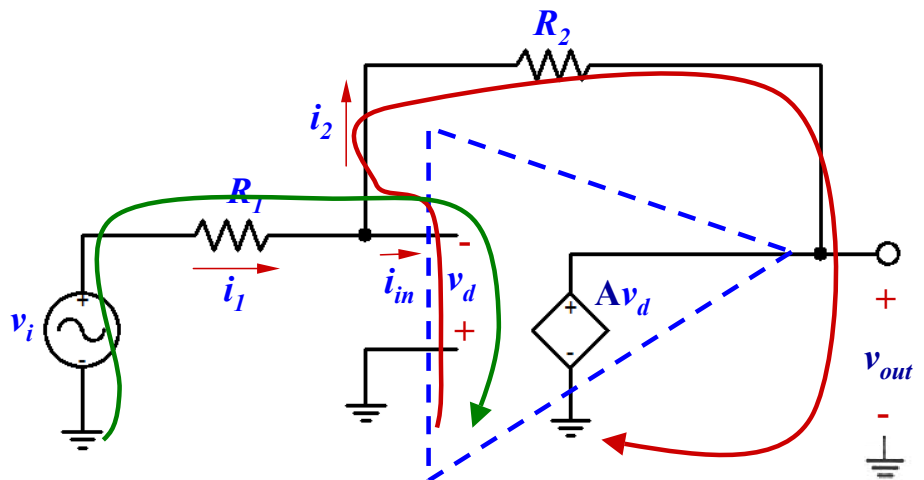 R2
i2
R1
-
i1
iin
vd
+
vi
+
-
Avd
+
-
+
vout
-